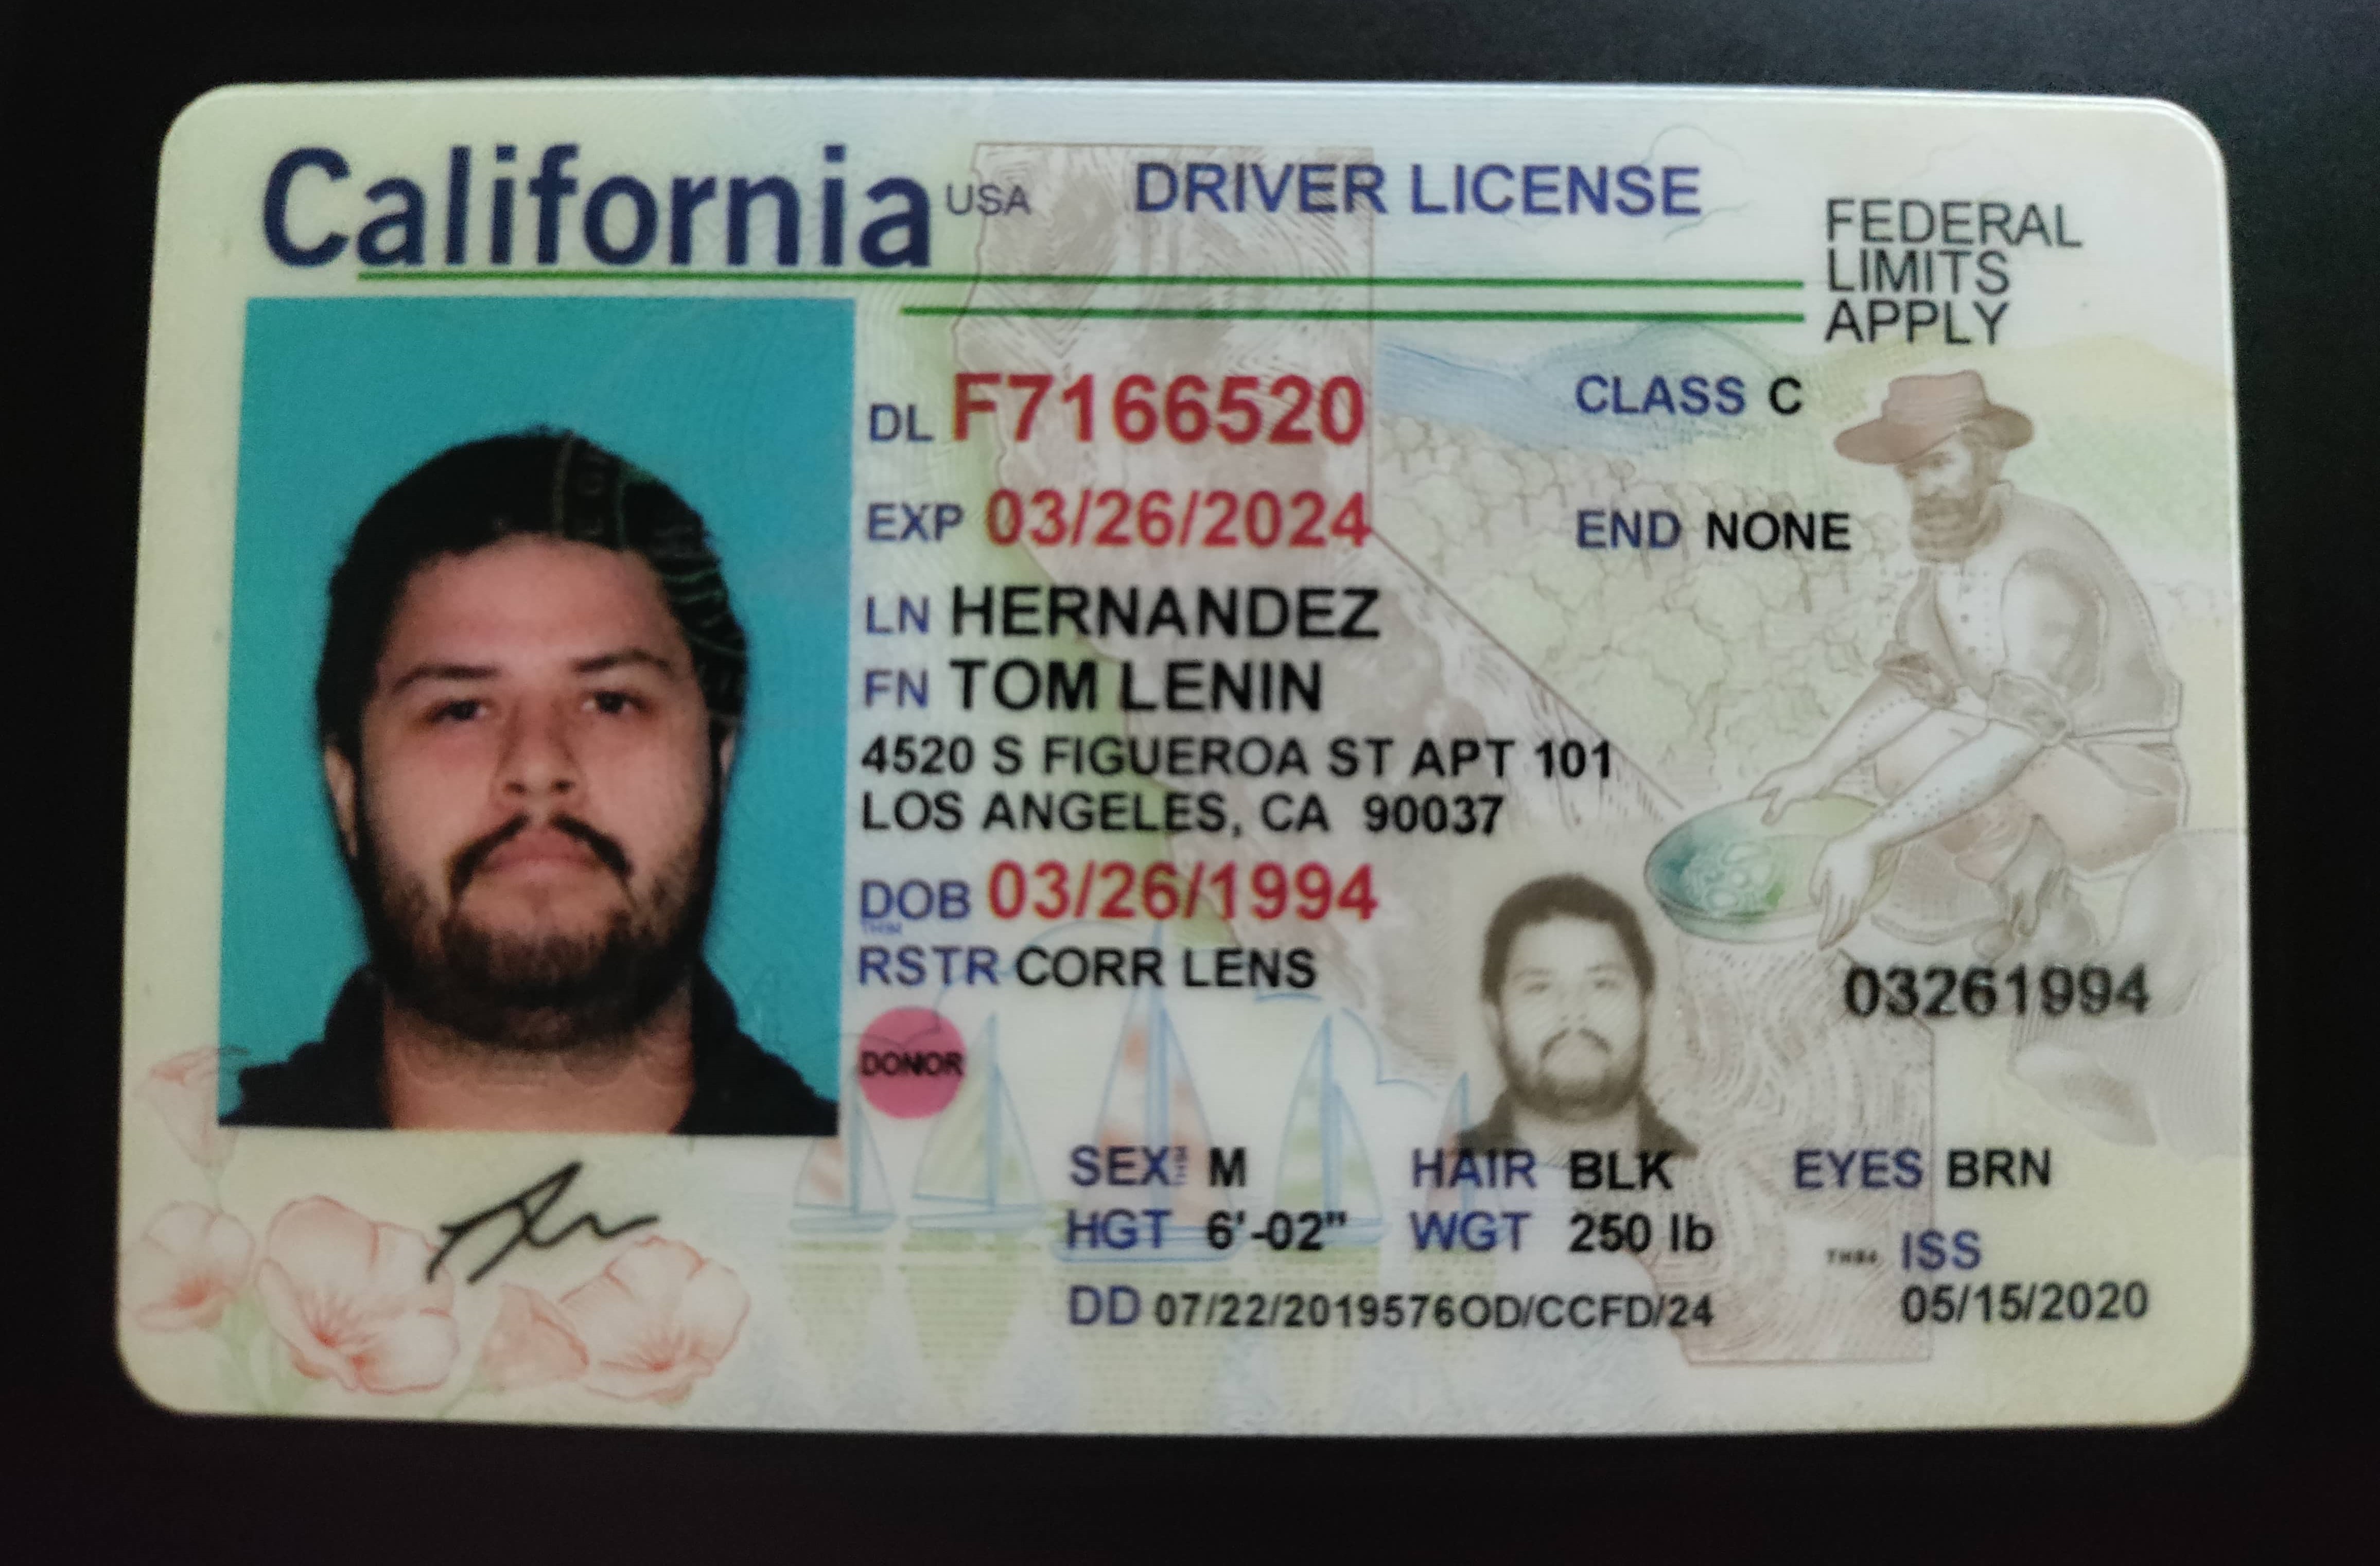 California USA DRIVER LICENSE
FEDERAL
LIMITS
APPLY
DL F7166520
CLASS C
EXP 03/26/2024
END NONE
LN HERNANDEZ
FN TOM LENIN
4520 S FIGUEROA ST APT 101
LOS ANGELES, CA 90037
DOB 03/26/1994
RSTR CORR LENS
03261994
DONOR
SEX M HAIR BLK EYES BRN
HGT 6'-02" WGT 250 lb
ISS
DD 07/22/2019576OD/CCFD/24
05/15/2020